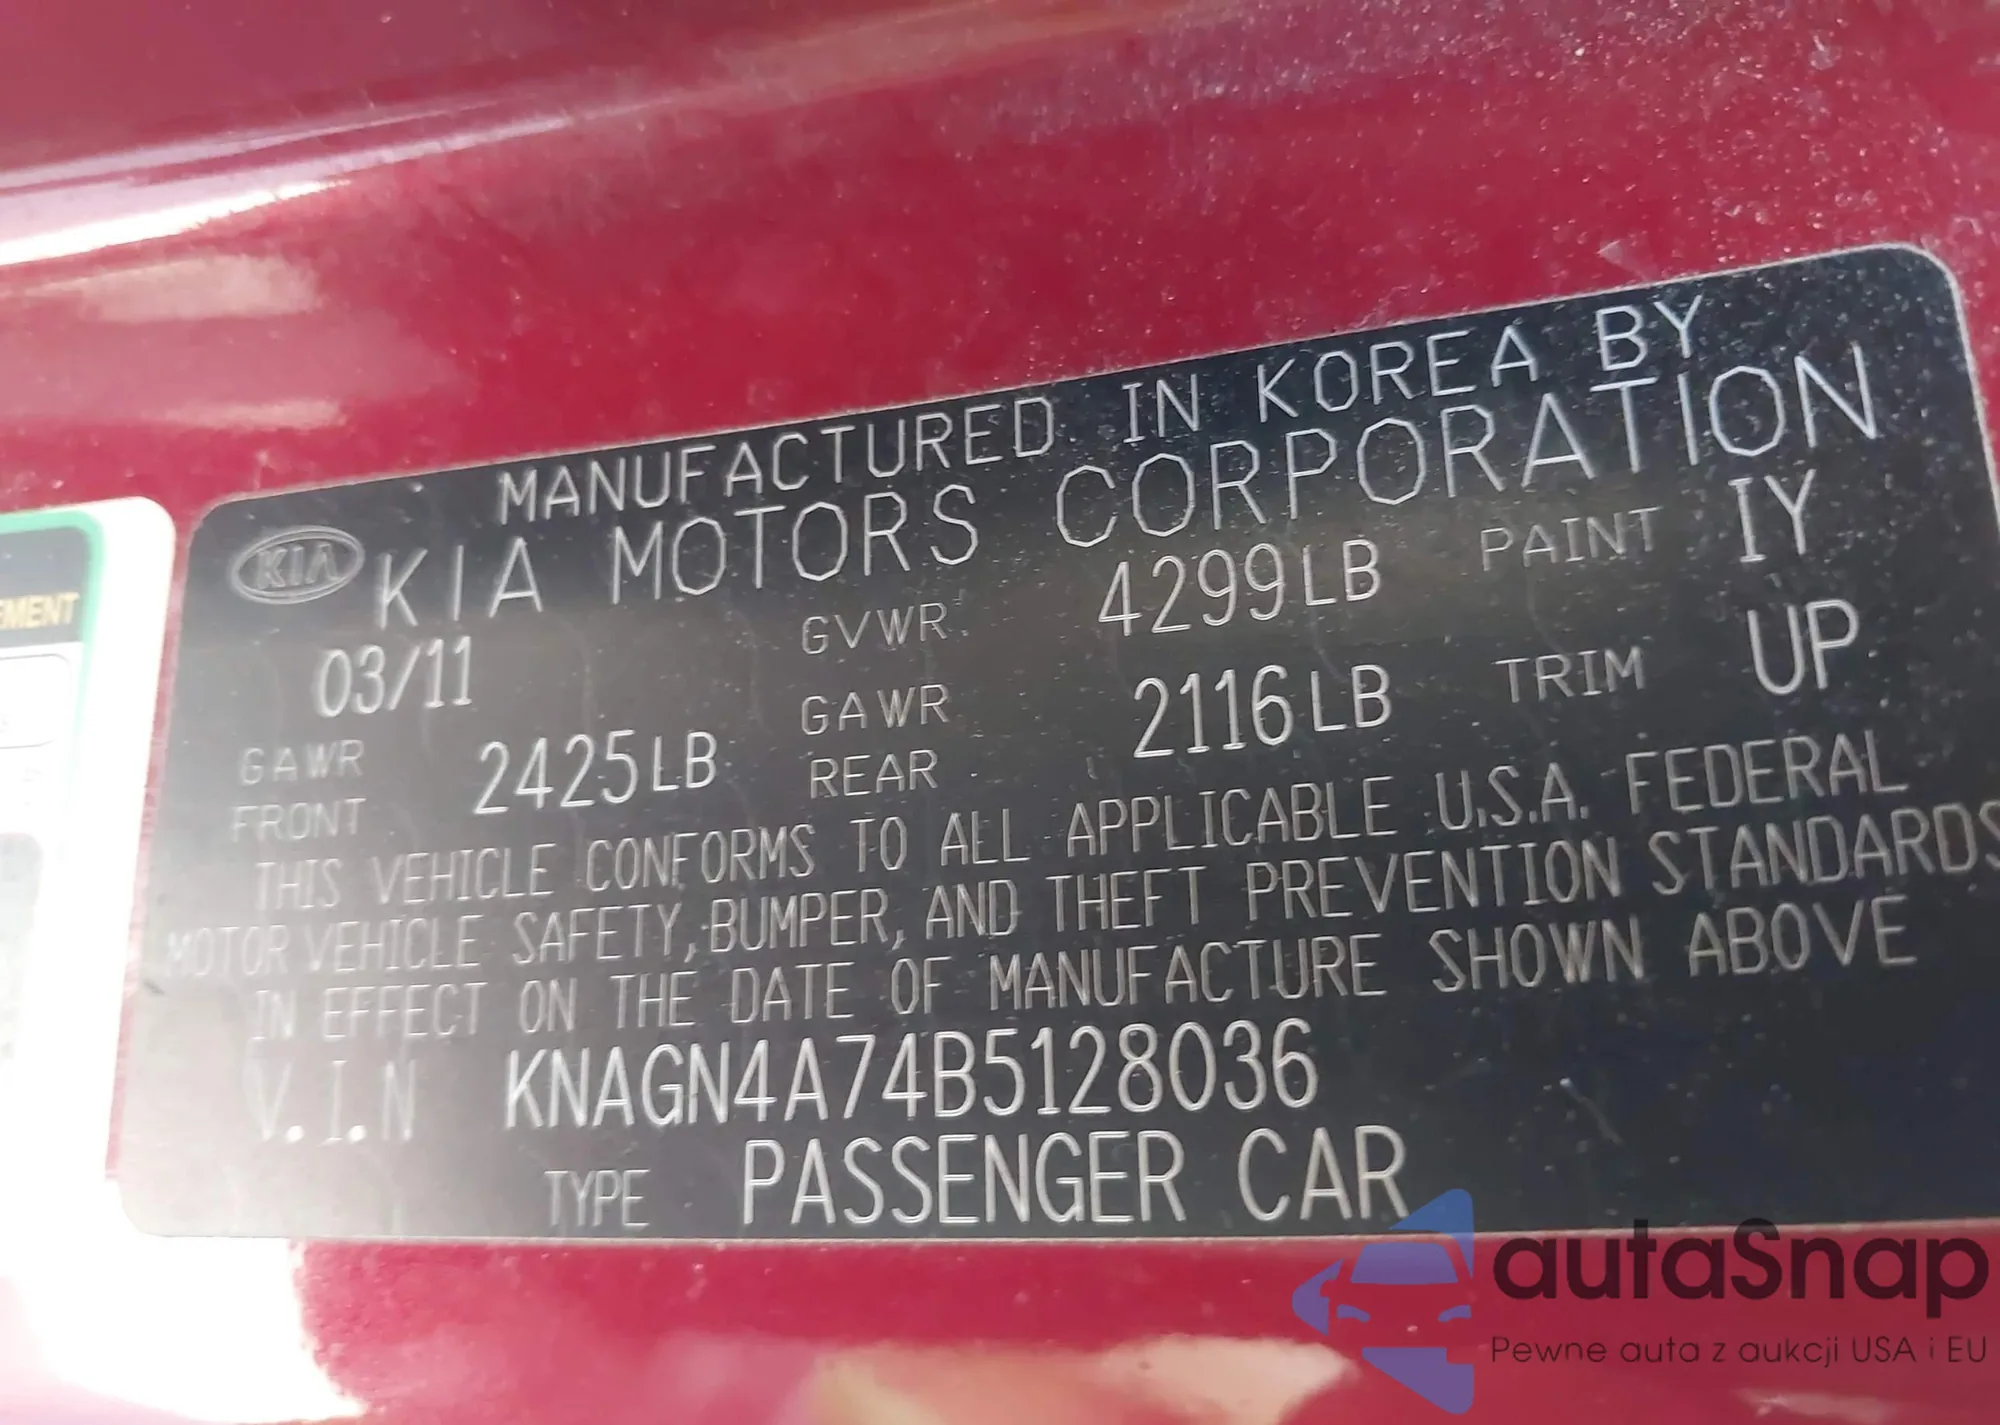 MANUFACTURED IN KOREA BY
KIA KIA MOTORS CORPORATION
03/11 GVWR 4299LB PAINT IY
GAWR FRONT 2425LB GAWR REAR 2116LB TRIM UP
THIS VEHICLE CONFORMS TO ALL APPLICABLE U.S.A. FEDERAL
MOTOR VEHICLE SAFETY, BUMPER, AND THEFT PREVENTION STANDARDS
IN EFFECT ON THE DATE OF MANUFACTURE SHOWN ABOVE
V.I.N KNAGN4A74B5128036
TYPE PASSENGER CAR
autaSnap
Pewne auta z aukcji USA i EU